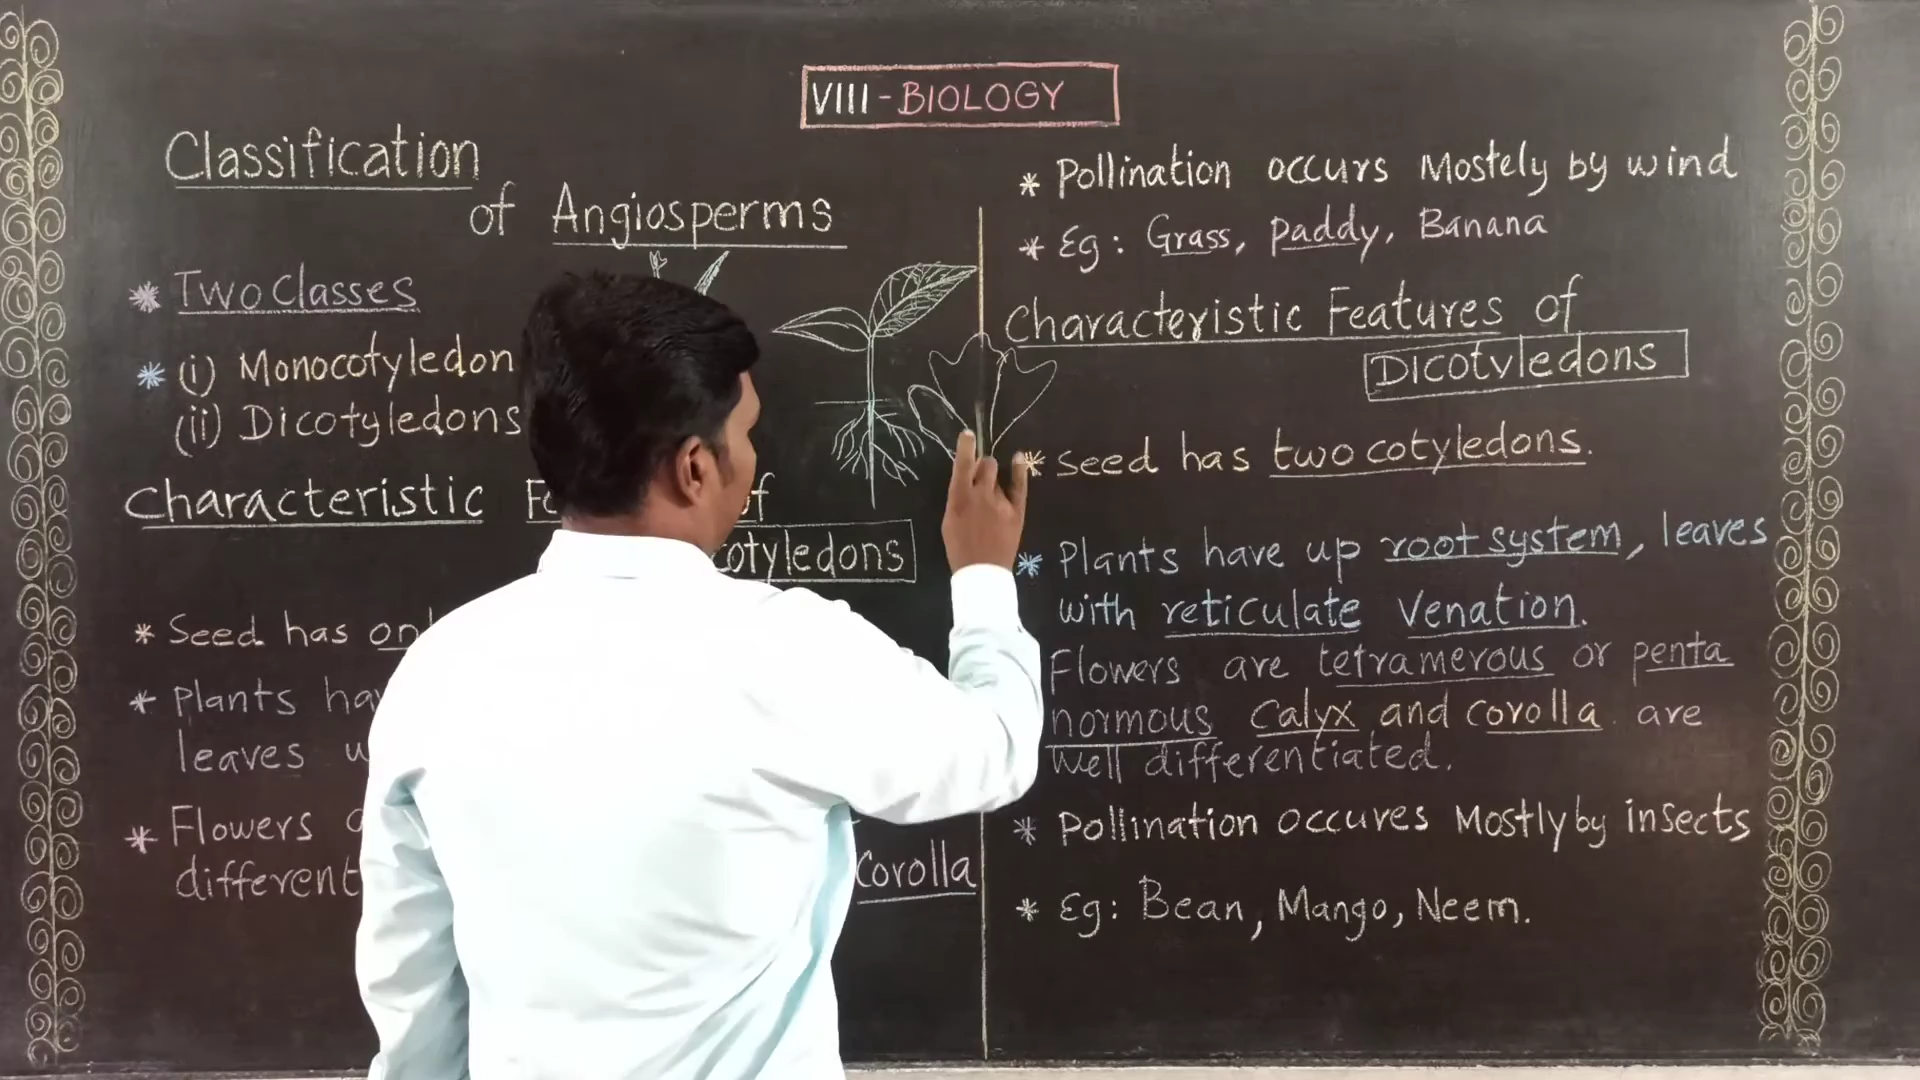 VIII - BIOLOGY
Classification
of Angiosperms
* Two Classes
* (i) Monocotyledon
(ii) Dicotyledons
Characteristic of
cotyledons
* Seed has
* Plants
leaves
* Flowers
Corolla
* Pollination occurs Mostely by wind
* Eg: Grass, Paddy, Banana
Characteristic Features of
Dicotyledons
* Seed has two cotyledons.
* Plants have up root system, leaves
with reticulate Venation.
Flowers are tetramerous or penta
normous Calyx and corolla are
well differentiated.
* Pollination occures Mostly by insects
* Eg: Bean, Mango, Neem.